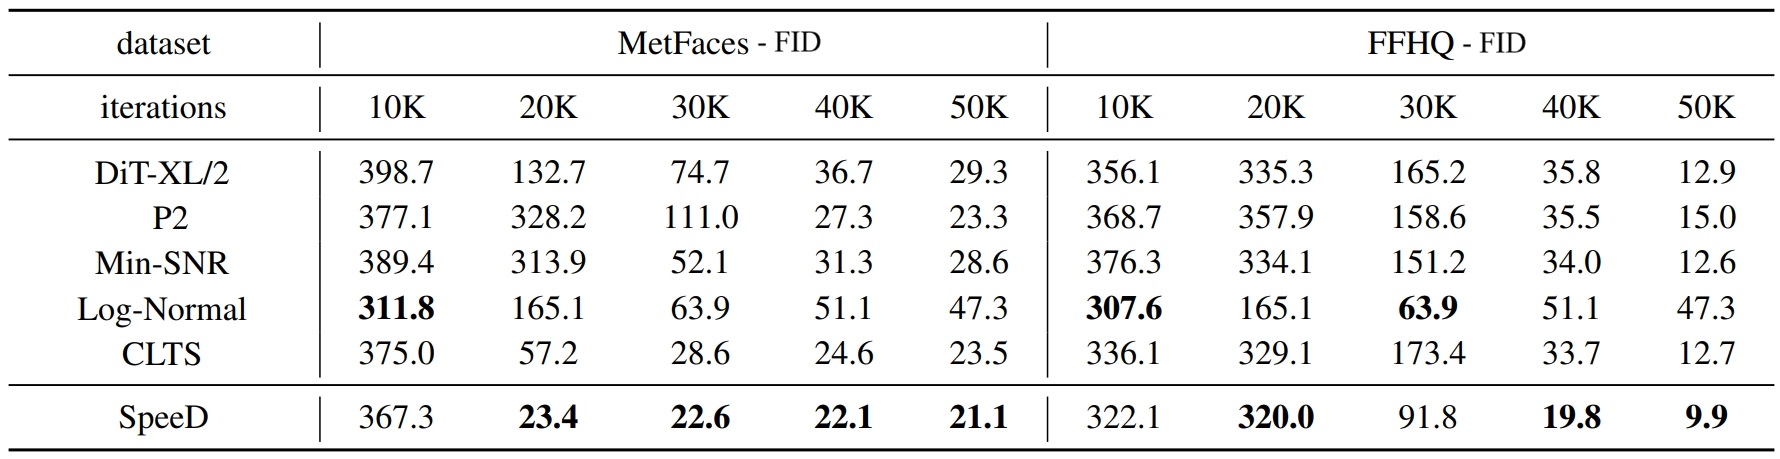 dataset MetFaces - FID FFHQ - FID
iterations 10K 20K 30K 40K 50K 10K 20K 30K 40K 50K
DiT-XL/2 398.7 132.7 74.7 36.7 29.3 356.1 335.3 165.2 35.8 12.9
P2 377.1 328.2 111.0 27.3 23.3 368.7 357.9 158.6 35.5 15.0
Min-SNR 389.4 313.9 52.1 31.3 28.6 376.3 334.1 151.2 34.0 12.6
Log-Normal 311.8 165.1 63.9 51.1 47.3 307.6 165.1 63.9 51.1 47.3
CLTS 375.0 57.2 28.6 24.6 23.5 336.1 329.1 173.4 33.7 12.7
SpeeD 367.3 23.4 22.6 22.1 21.1 322.1 320.0 91.8 19.8 9.9